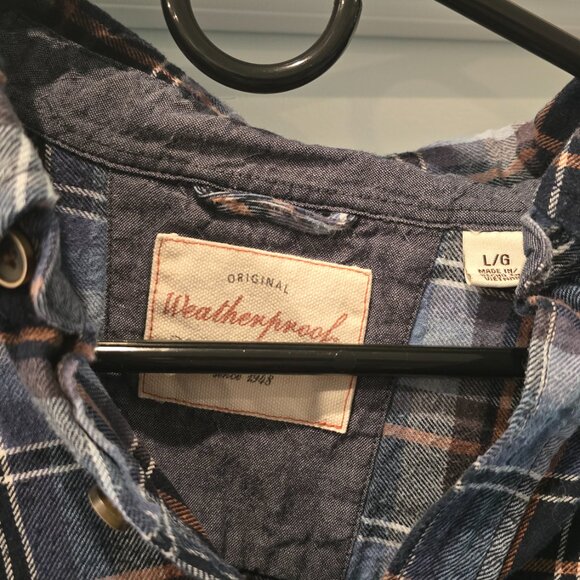 ORIGINAL
Weatherproof
since 1948
L/G
MADE IN/
VIETNAM